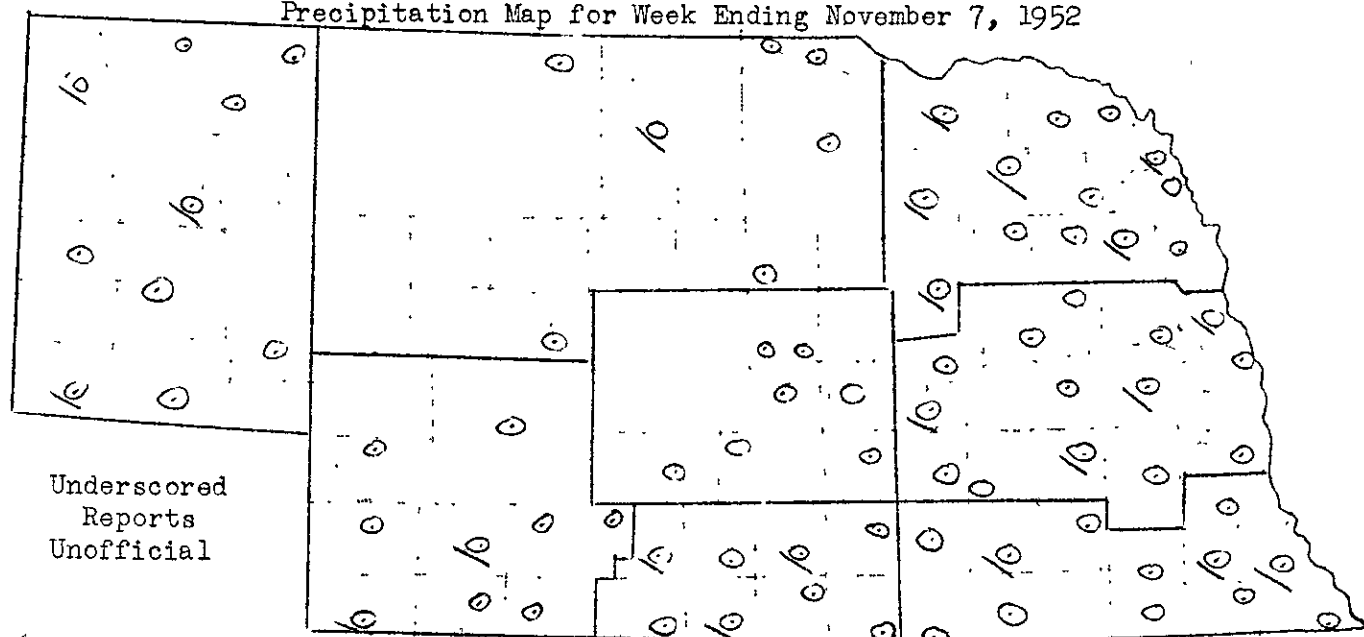 Precipitation Map for Week Ending November 7, 1952
Underscored
Reports
Unofficial